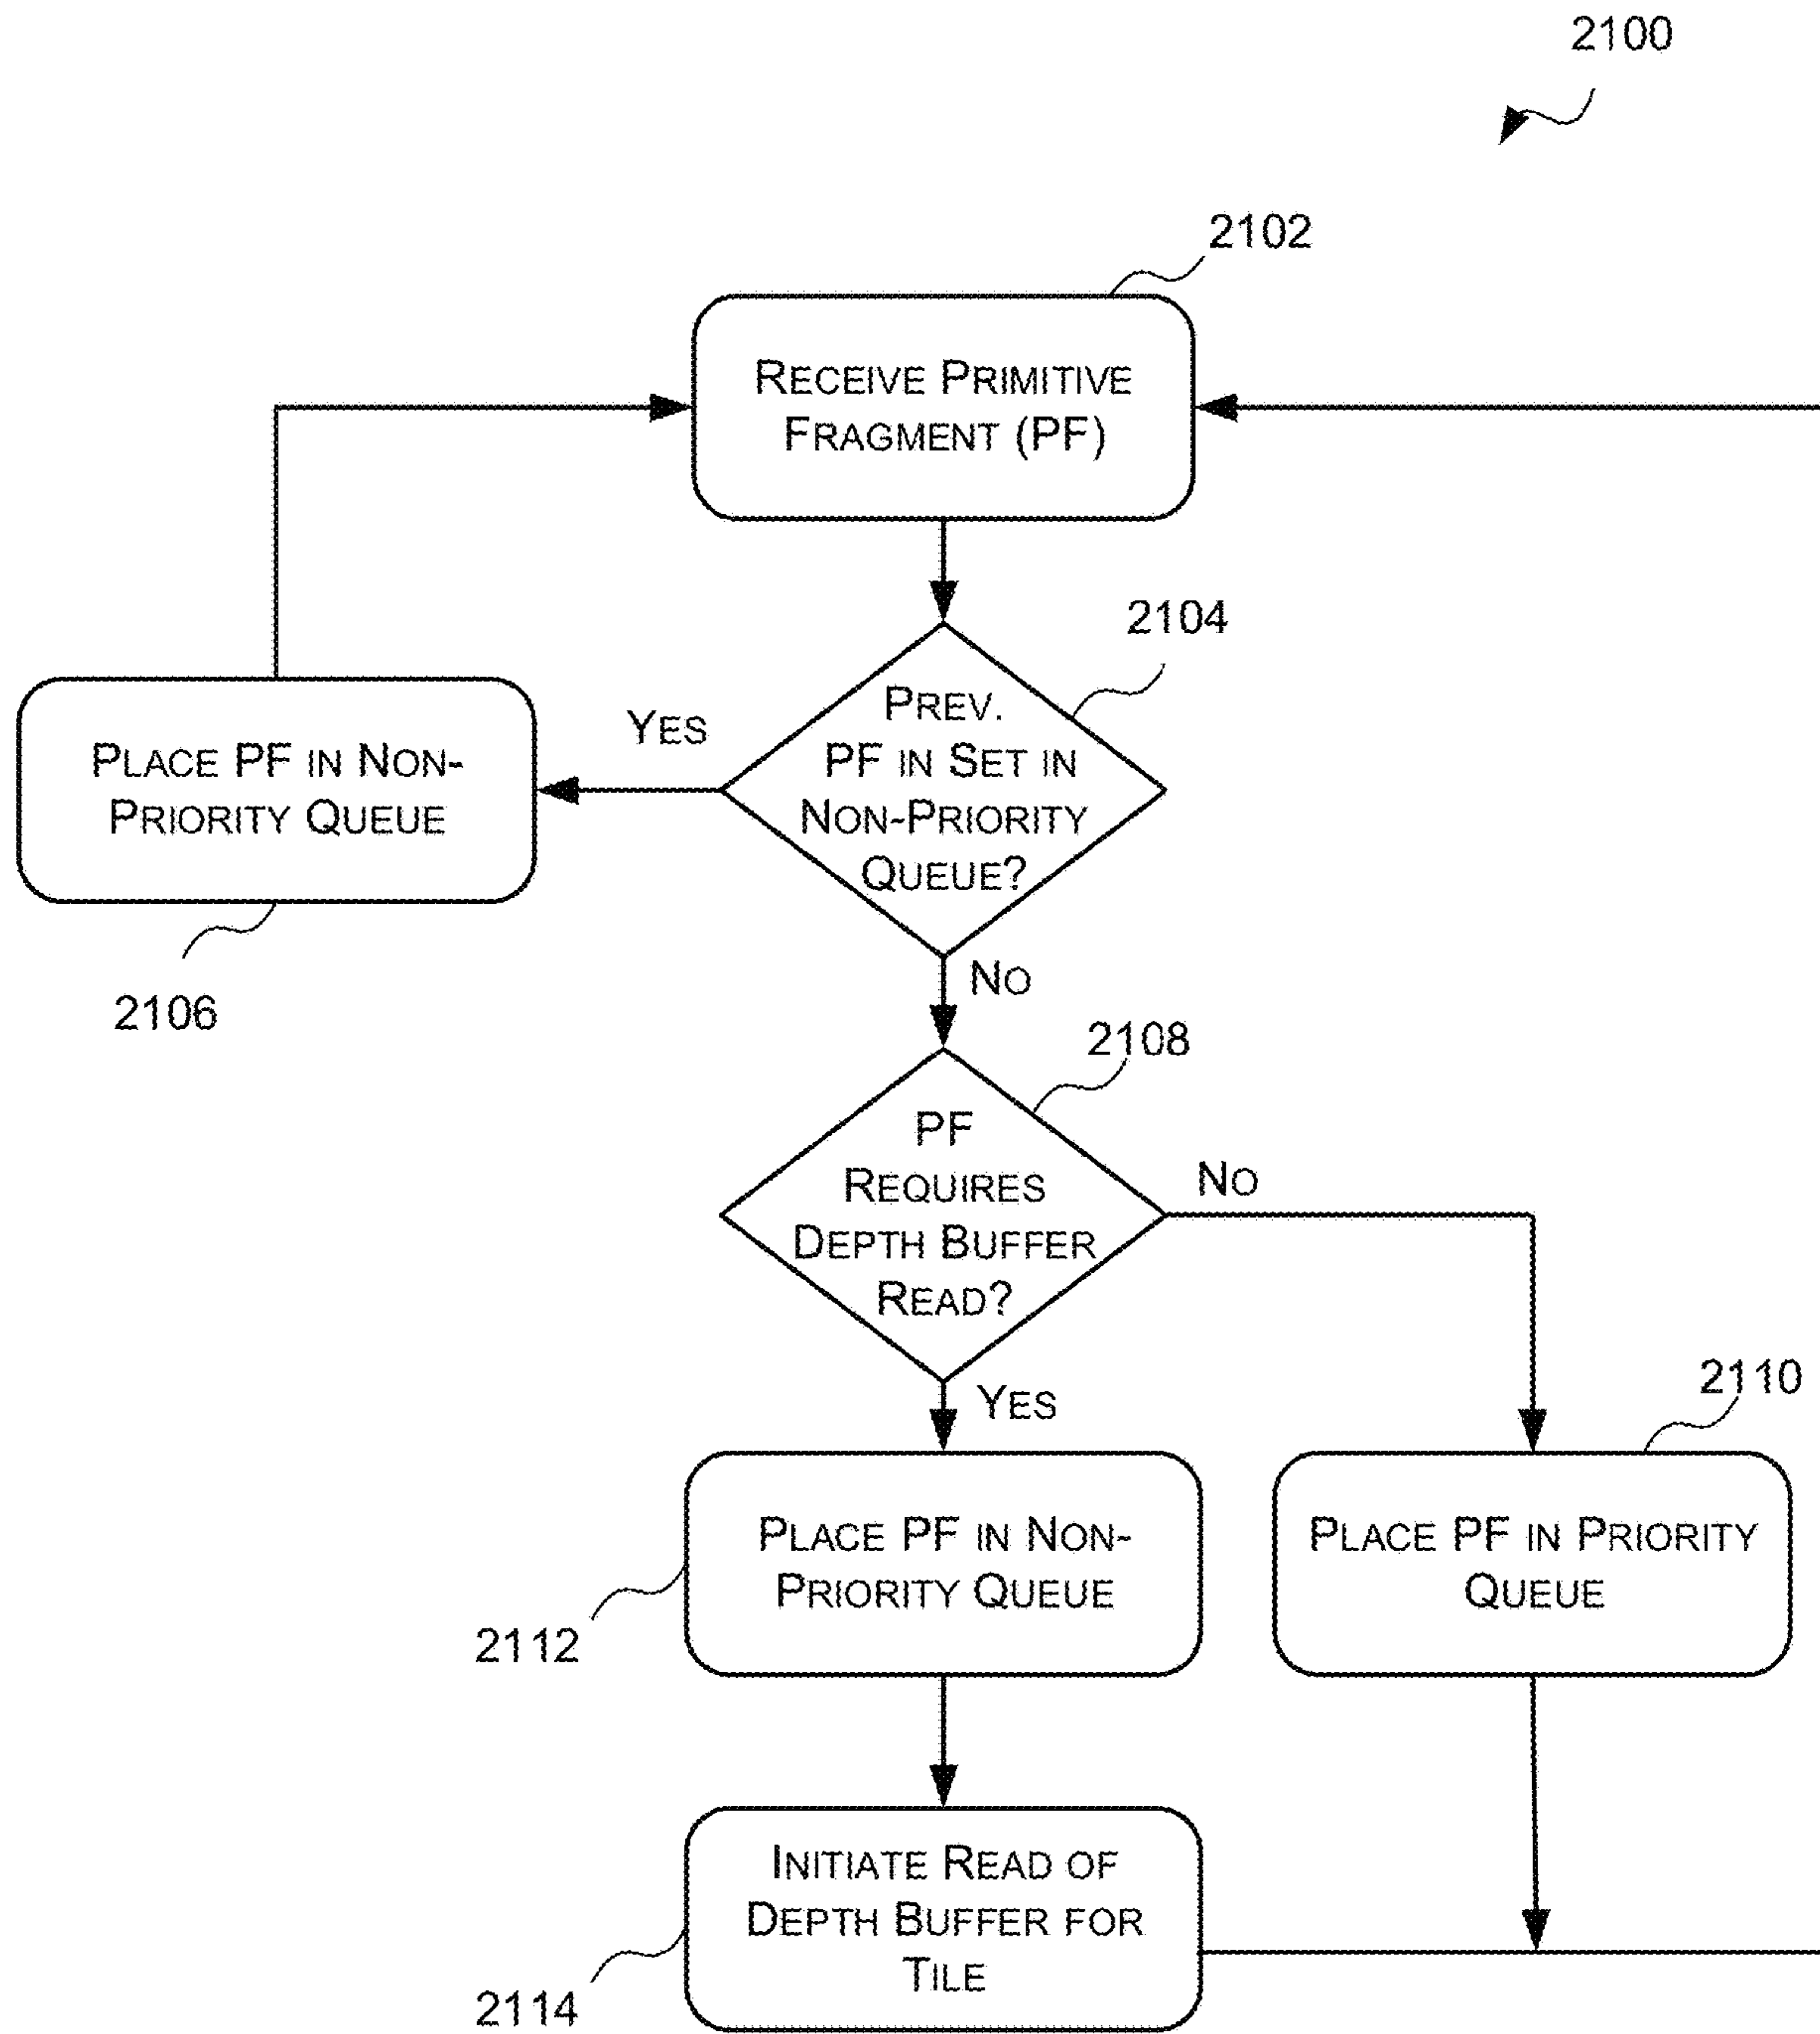 2100
2102
RECEIVE PRIMITIVE
FRAGMENT (PF)
2104
PREV.
PF IN SET IN
NON-PRIORITY
QUEUE?
YES
PLACE PF IN NON-
PRIORITY QUEUE
2106
NO
2108
PF
REQUIRES
DEPTH BUFFER
READ?
NO
YES
2110
PLACE PF IN NON-
PRIORITY QUEUE
2112
PLACE PF IN PRIORITY
QUEUE
INITIATE READ OF
DEPTH BUFFER FOR
TILE
2114